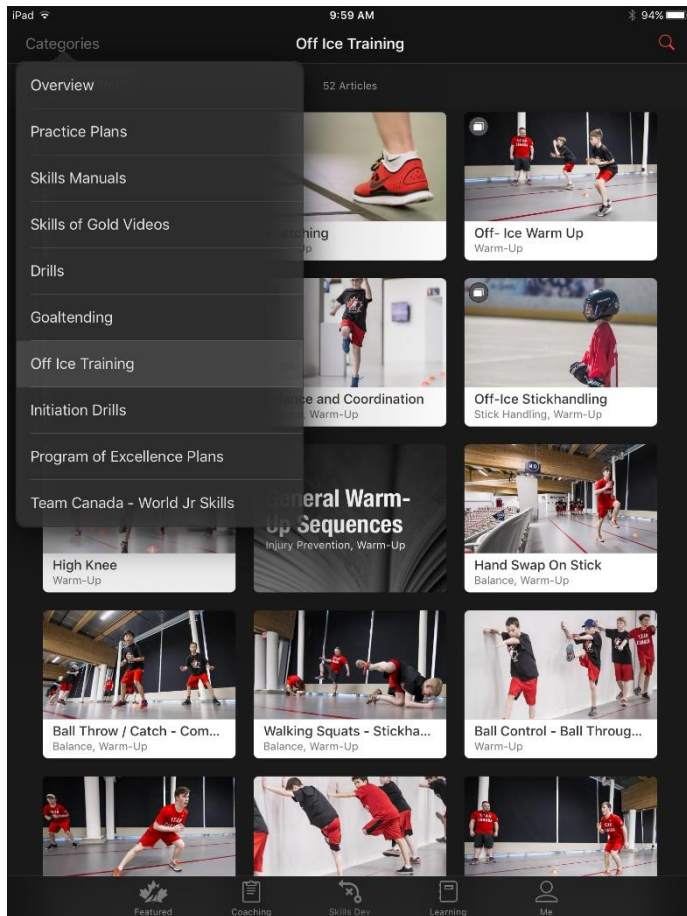 iPad
9:59 AM
94%
Categories
Off Ice Training
52 Articles
Overview
Practice Plans
Skills Manuals
Skills of Gold Videos
Drills
Goaltending
Off Ice Training
Initiation Drills
Program of Excellence Plans
Team Canada - World Jr Skills
Off- Ice Warm Up
Warm-Up
and Coordination
Warm-Up
Off-Ice Stickhandling
Stick Handling, Warm-Up
High Knee
Warm-Up
General Warm-
Up Sequences
Injury Prevention, Warm-Up
Hand Swap On Stick
Balance, Warm-Up
Ball Throw / Catch - Com...
Balance, Warm-Up
Walking Squats - Stickha...
Balance, Warm-Up
Ball Control - Ball Throug...
Warm-Up
TEAM
CANADA
Featured
Coaching
Skills Dev
Learning
Me